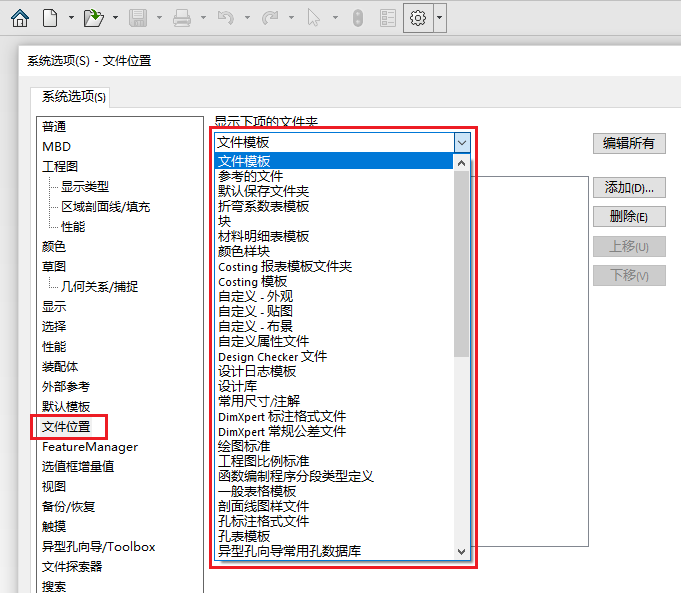 系统选项(S) - 文件位置
系统选项(S)
普通
MBD
工程图
显示类型
区域剖面线/填充
性能
颜色
草图
几何关系/捕捉
显示
选择
性能
装配体
外部参考
默认模板
文件位置
FeatureManager
选值框增量值
视图
备份/恢复
触摸
异型孔向导/Toolbox
文件探索器
搜索
显示下项的文件夹
文件模板
文件模板
参考的文件
默认保存文件夹
折弯系数表模板
块
材料明细表模板
颜色样块
Costing 报表模板文件夹
Costing 模板
自定义 - 外观
自定义 - 贴图
自定义 - 布景
自定义属性文件
Design Checker 文件
设计日志模板
设计库
常用尺寸/注解
DimXpert 标注格式文件
DimXpert 常规公差文件
绘图标准
工程图比例标准
函数编制程序分段类型定义
一般表格模板
剖面线图样文件
孔标注格式文件
孔表模板
异型孔向导常用孔数据库
编辑所有
添加(D)...
删除(E)
上移(U)
下移(V)